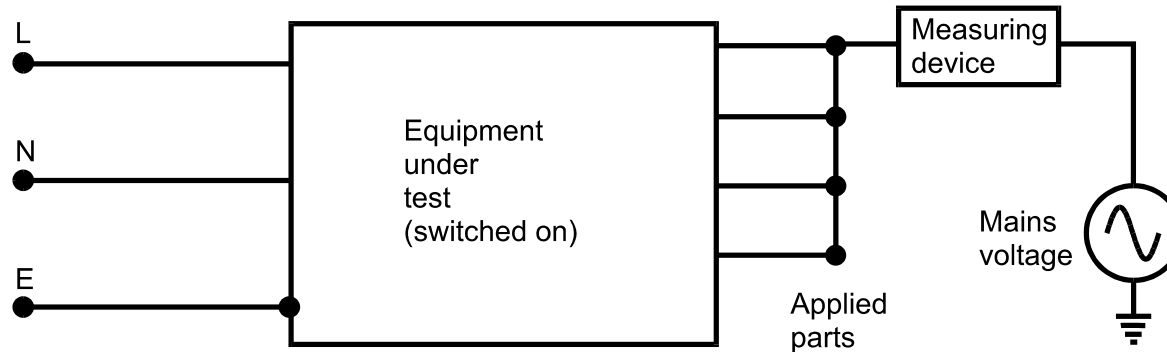 L
N
E
Equipment
under
test
(switched on)
Measuring
device
Mains
voltage
Applied
parts